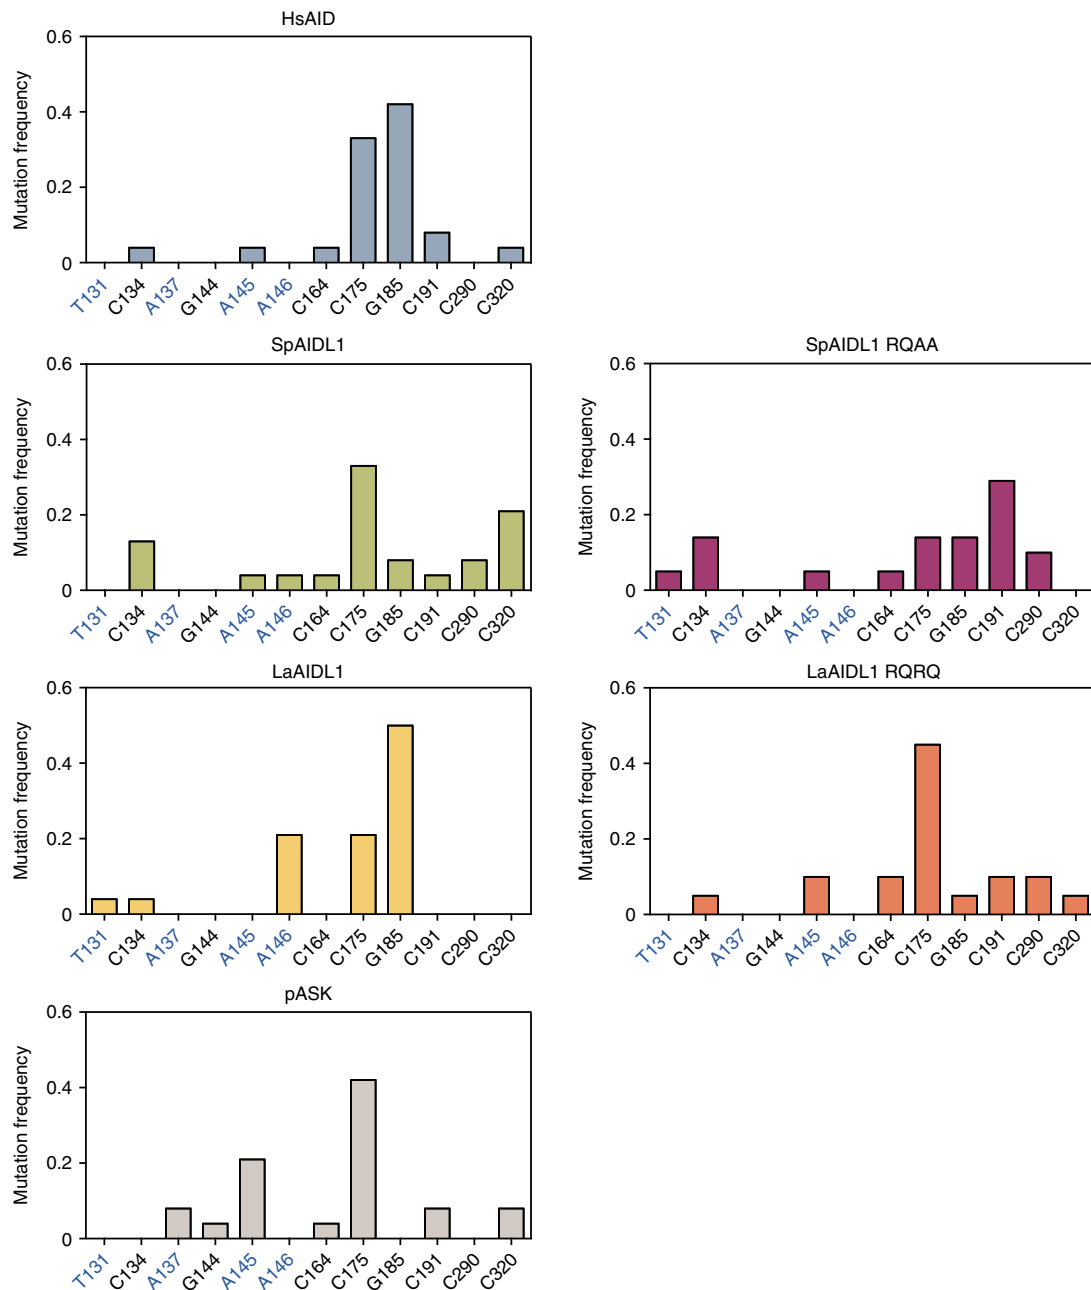 HsAID
Mutation frequency
0.6
0.4
0.2
0
T131 C134 A137 G144 A145 A146 C164 C175 G185 C191 C290 C320
SpAIDL1
Mutation frequency
0.6
0.4
0.2
0
T131 C134 A137 G144 A145 A146 C164 C175 G185 C191 C290 C320
SpAIDL1 RQAA
Mutation frequency
0.6
0.4
0.2
0
T131 C134 A137 G144 A145 A146 C164 C175 G185 C191 C290 C320
LaAIDL1
Mutation frequency
0.6
0.4
0.2
0
T131 C134 A137 G144 A145 A146 C164 C175 G185 C191 C290 C320
LaAIDL1 RQRQ
Mutation frequency
0.6
0.4
0.2
0
T131 C134 A137 G144 A145 A146 C164 C175 G185 C191 C290 C320
pASK
Mutation frequency
0.6
0.4
0.2
0
T131 C134 A137 G144 A145 A146 C164 C175 G185 C191 C290 C320